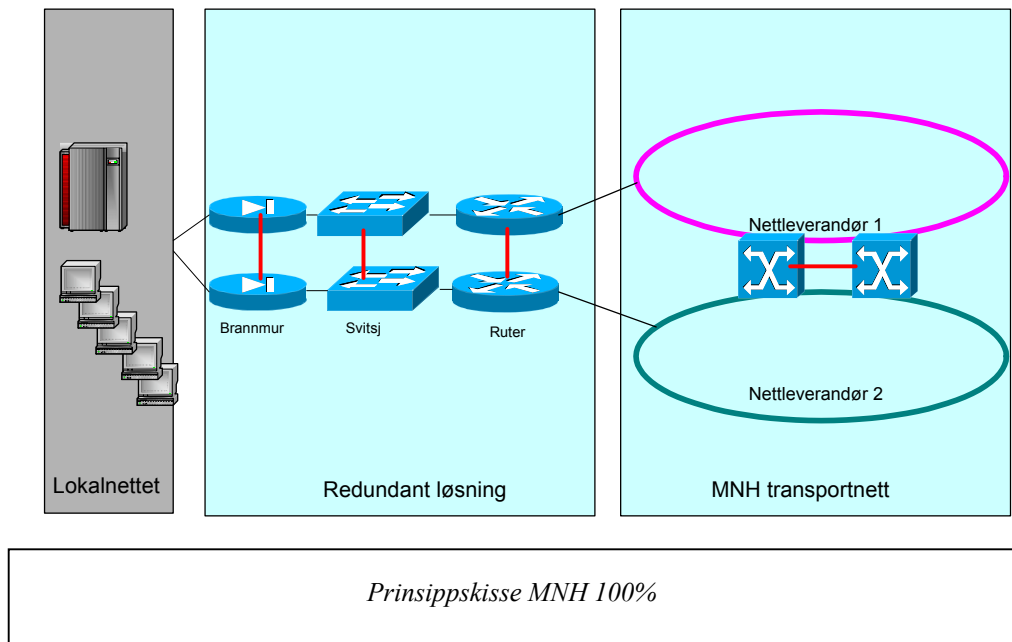 Nettleverandør 1
Brannmur
Svitsj
Ruter
Nettleverandør 2
Lokalnettet
Redundant løsning
MNH transportnett
Prinsippskisse MNH 100%